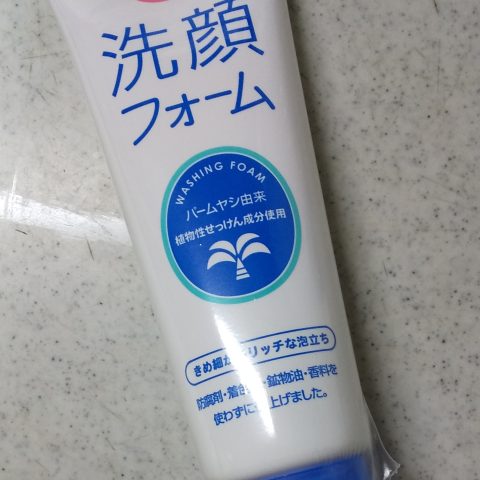 洗顔
フォーム
WASHING FOAM
パームヤシ由来
植物性せっけん成分使用
きめ細か リッチな泡立ち
防腐剤・着色 ・鉱物油・香料を
使わずに 上げました。